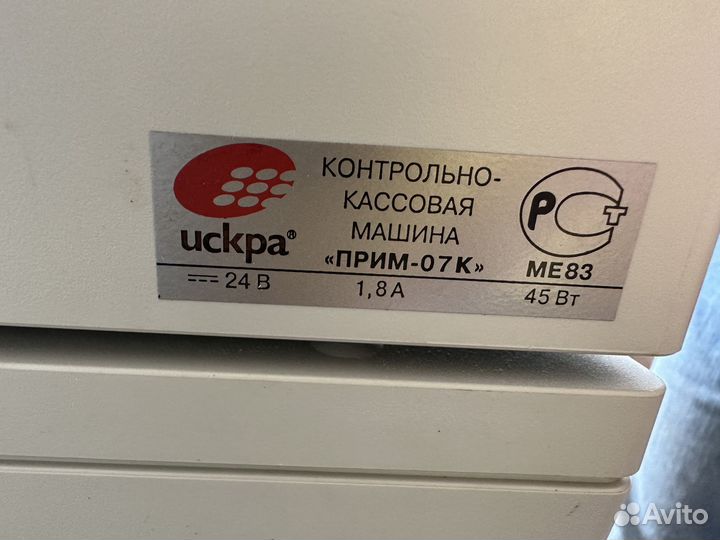 искра®
КОНТРОЛЬНО-
КАССОВАЯ
МАШИНА
«ПРИМ-07К»
РСТ
МЕ83
24 В
1,8 А
45 Вт
Avito